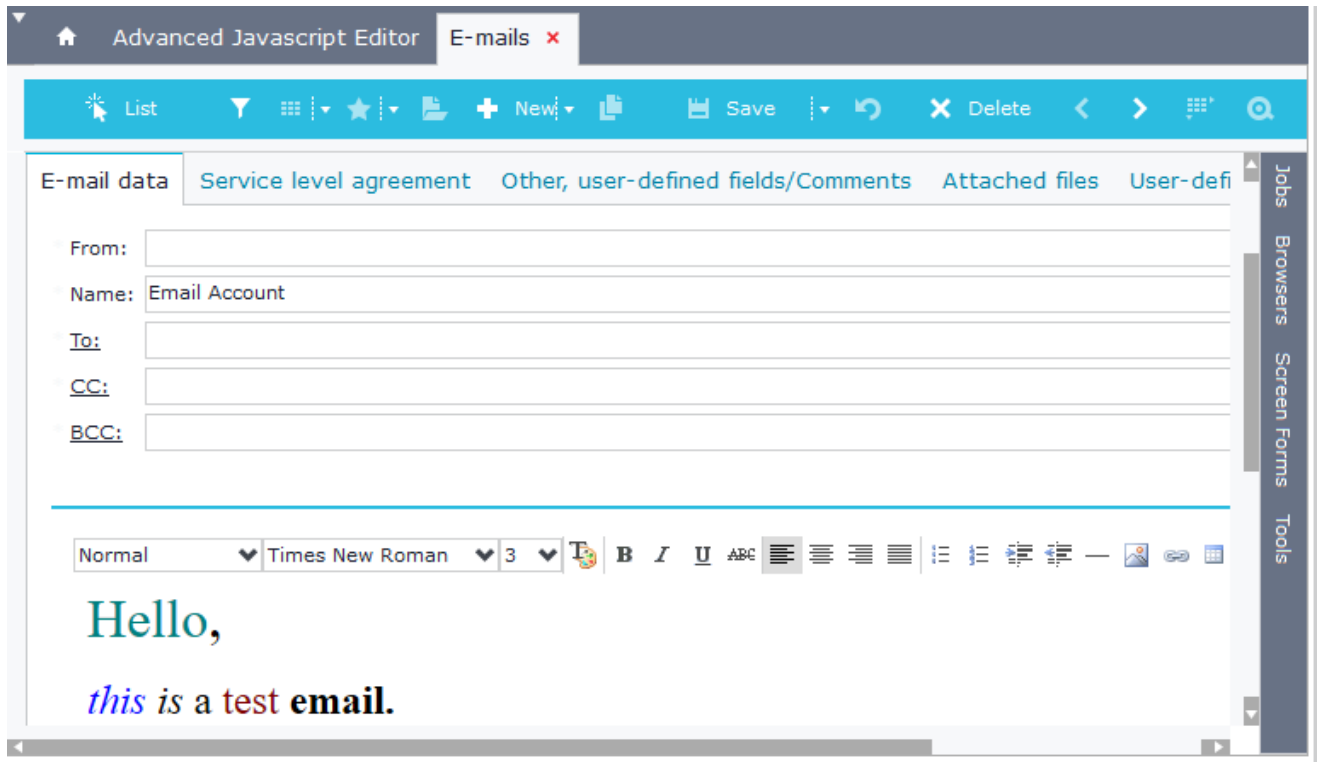 Advanced Javascript Editor E-mails
List New Save Delete
E-mail data Service level agreement Other, user-defined fields/Comments Attached files User-defi
From:
Name: Email Account
To:
CC:
BCC:
Normal Times New Roman 3 T B I U ABC
Hello,
this is a test email.
Jobs
Browsers
Screen Forms
Tools